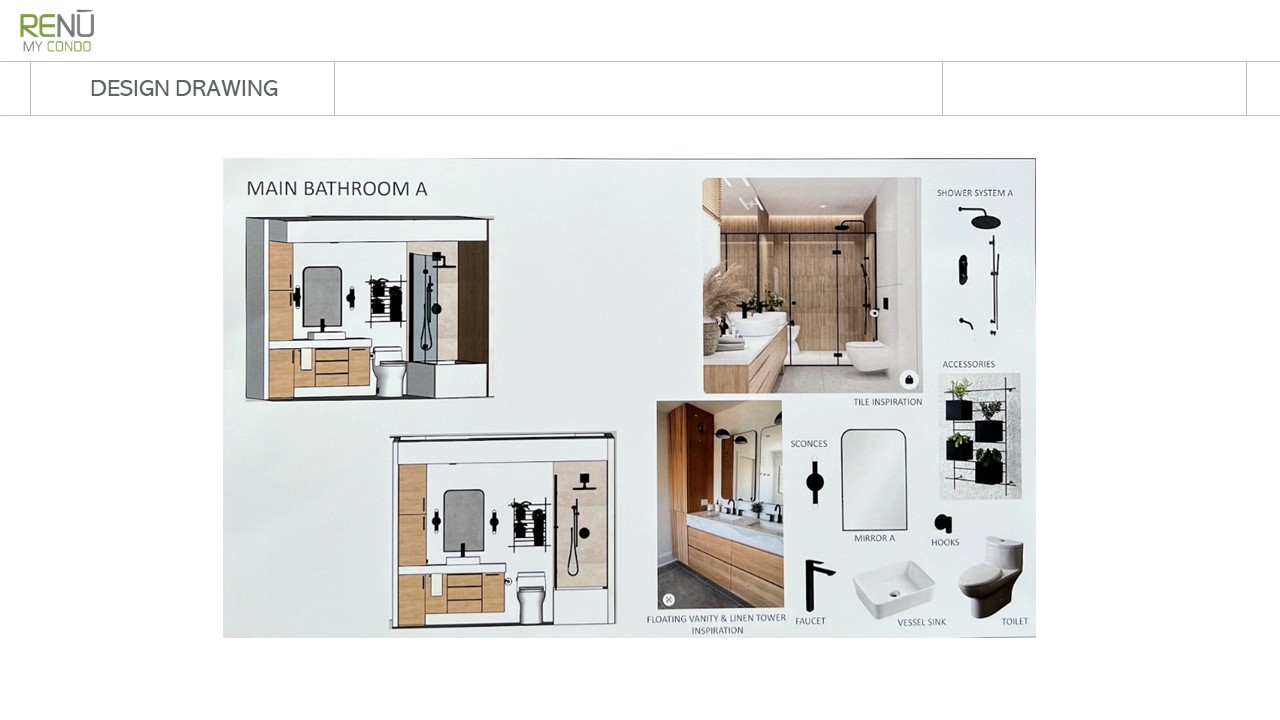 RENŪ
MY CONDO
DESIGN DRAWING
MAIN BATHROOM A
SHOWER SYSTEM A
ACCESSORIES
TILE INSPIRATION
SCONCES
MIRROR A
HOOKS
FLOATING VANITY & LINEN TOWER
INSPIRATION
FAUCET
VESSEL SINK
TOILET